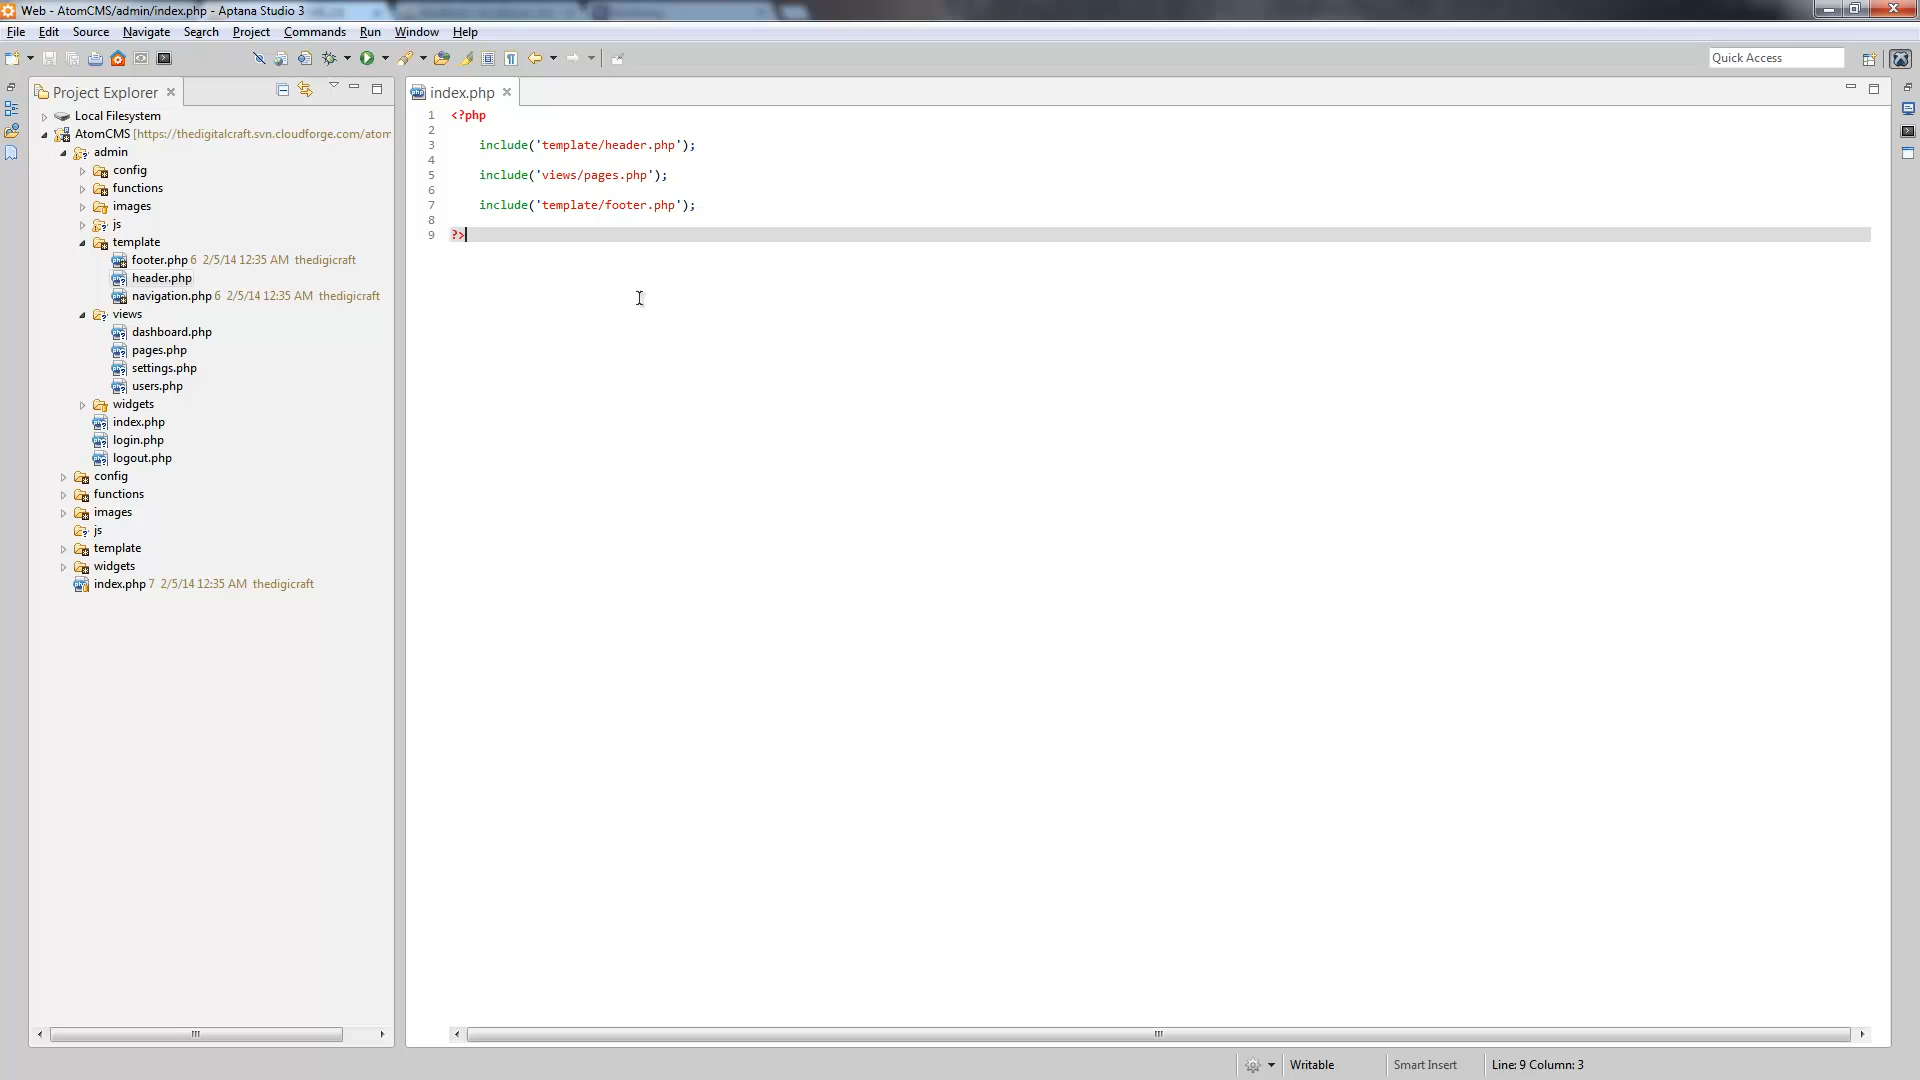 Web - AtomCMS/admin/index.php - Aptana Studio 3
File Edit Source Navigate Search Project Commands Run Window Help
Quick Access
Project Explorer
index.php
Local Filesystem
AtomCMS [https://thedigitalcraft.svn.cloudforge.com/atom
admin
config
functions
images
js
template
footer.php 6 2/5/14 12:35 AM thedigicraft
header.php
navigation.php 6 2/5/14 12:35 AM thedigicraft
views
dashboard.php
pages.php
settings.php
users.php
widgets
index.php
login.php
logout.php
config
functions
images
js
template
widgets
index.php 7 2/5/14 12:35 AM thedigicraft
1 <?php
2
3 include('template/header.php');
4
5 include('views/pages.php');
6
7 include('template/footer.php');
8
9 ?>
Writable Smart Insert Line: 9 Column: 3